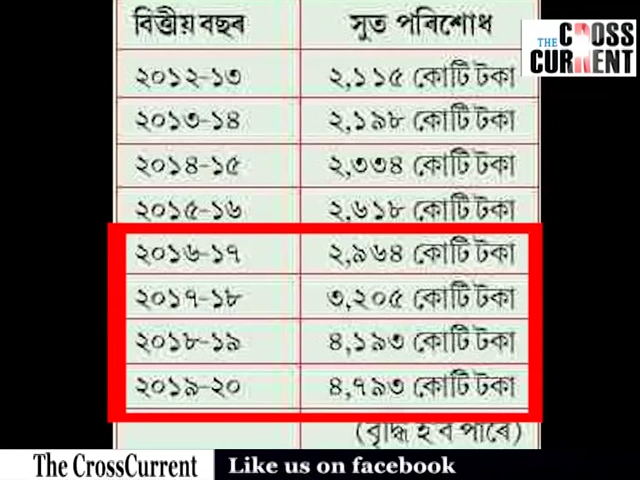 বিত্তীয় বছৰ সুত পৰিশোধ
THE CROSS
CURRENT
২০১২-১৩ ২,১১৫ কোটি টকা
২০১৩-১৪ ২,১৯৮ কোটি টকা
২০১৪-১৫ ২,৩৩৪ কোটি টকা
২০১৫-১৬ ২,৬১৮ কোটি টকা
২০১৬-১৭ ২,৯৬৪ কোটি টকা
২০১৭-১৮ ৩,২০৫ কোটি টকা
২০১৮-১৯ ৪,১৯৩ কোটি টকা
২০১৯-২০ ৪,৭৯৩ কোটি টকা
(বৃদ্ধি হ'ব পাৰে)
The CrossCurrent Like us on facebook